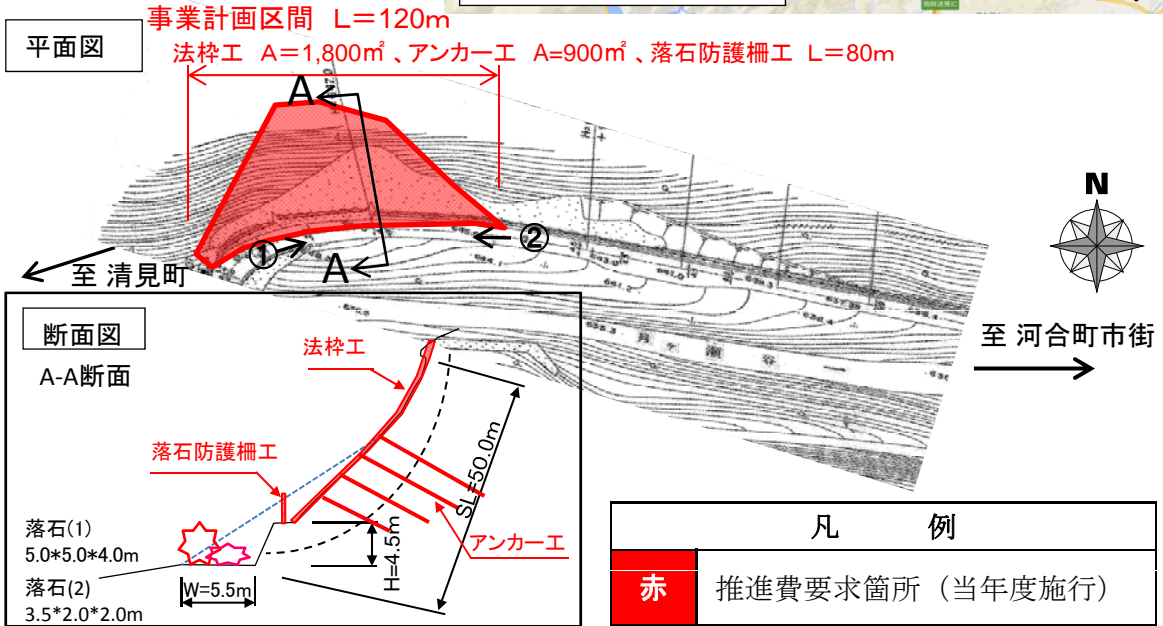 事業計画区間 L=120m
平面図
法枠工 A=1,800㎡、アンカー工 A=900㎡、落石防護柵工 L=80m
A
①
②
A
N
至 清見町
至 河合町市街
断面図
A-A断面
法枠工
落石防護柵工
SL=50.0m
アンカー工
H=4.5m
W=5.5m
落石(1)
5.0*5.0*4.0m
落石(2)
3.5*2.0*2.0m
凡 例
赤 推進費要求箇所（当年度施行）